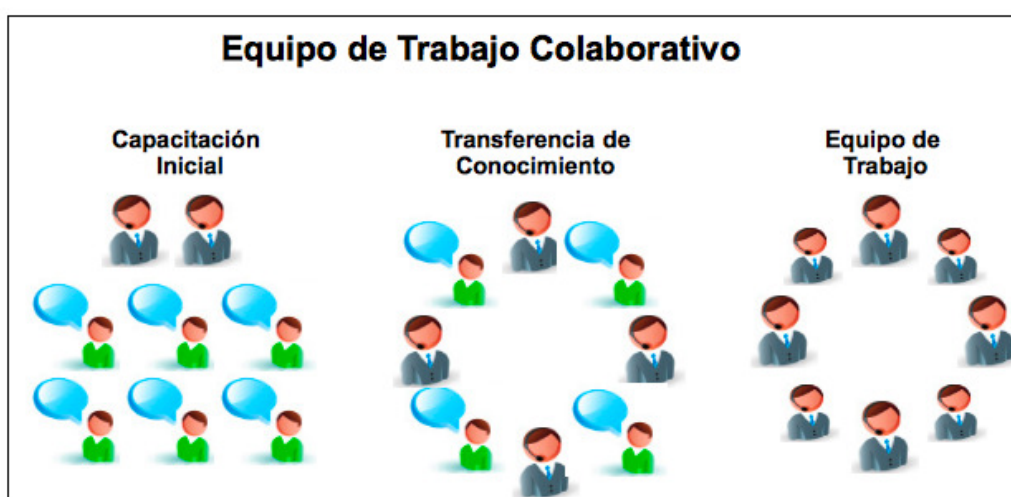 Equipo de Trabajo Colaborativo
Capacitación
Inicial
Transferencia de
Conocimiento
Equipo de
Trabajo